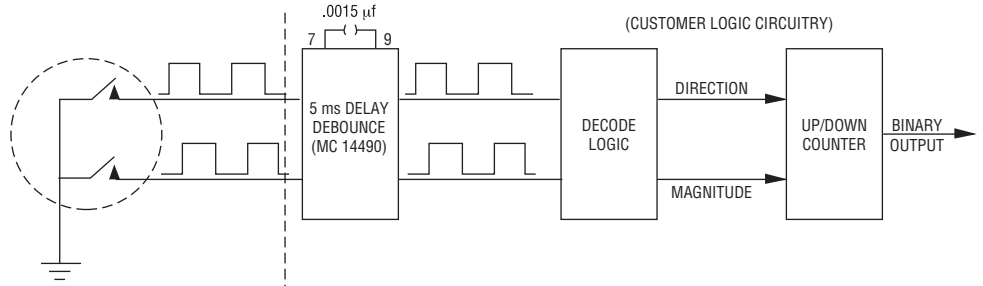 .0015 µf
7 9
(CUSTOMER LOGIC CIRCUITRY)
5 ms DELAY
DEBOUNCE
(MC 14490)
DECODE
LOGIC
DIRECTION
MAGNITUDE
UP/DOWN
COUNTER
BINARY
OUTPUT